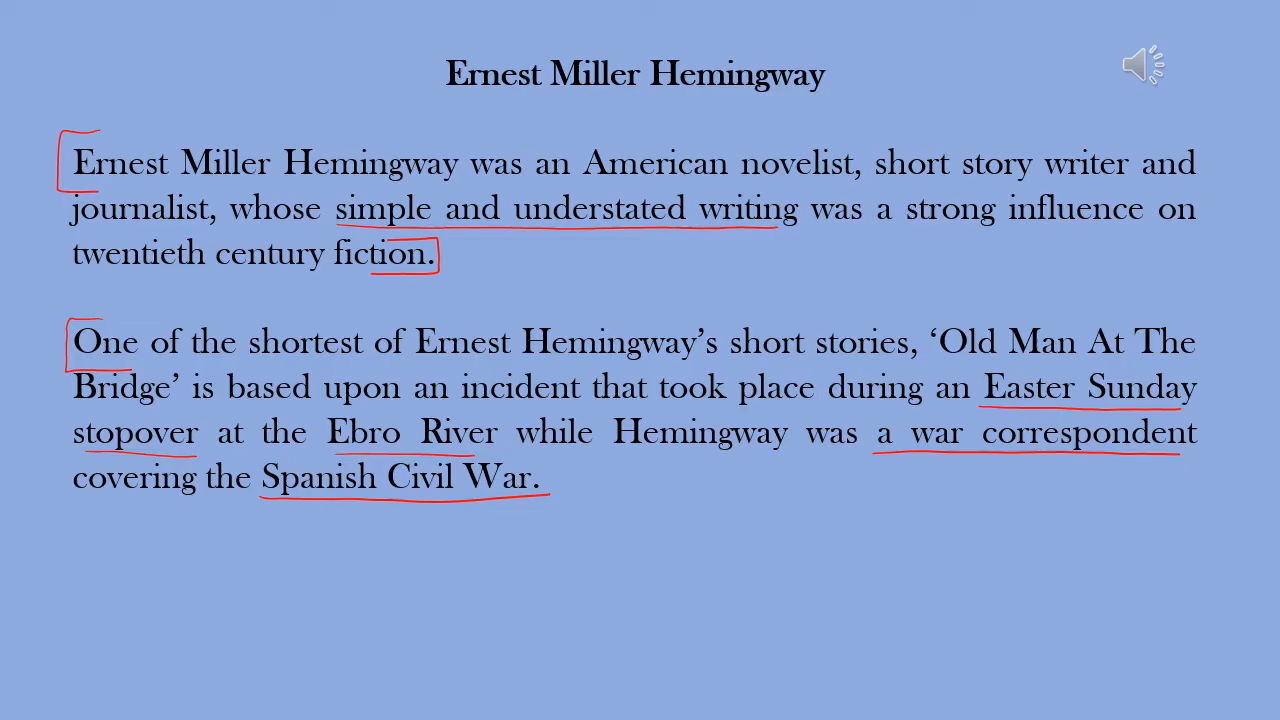 Ernest Miller Hemingway
Ernest Miller Hemingway was an American novelist, short story writer and
journalist, whose simple and understated writing was a strong influence on
twentieth century fiction.
One of the shortest of Ernest Hemingway’s short stories, ‘Old Man At The
Bridge’ is based upon an incident that took place during an Easter Sunday
stopover at the Ebro River while Hemingway was a war correspondent
covering the Spanish Civil War.